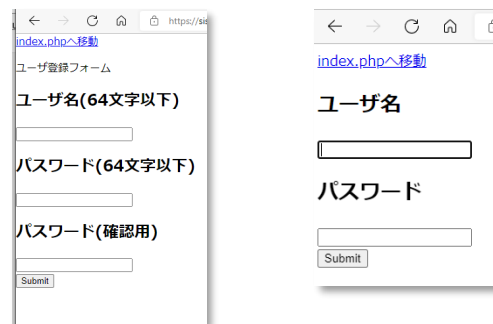 https://sis
index.phpへ移動
ユーザ登録フォーム
ユーザ名(64文字以下)
パスワード(64文字以下)
パスワード(確認用)
Submit
index.phpへ移動
ユーザ名
パスワード
Submit